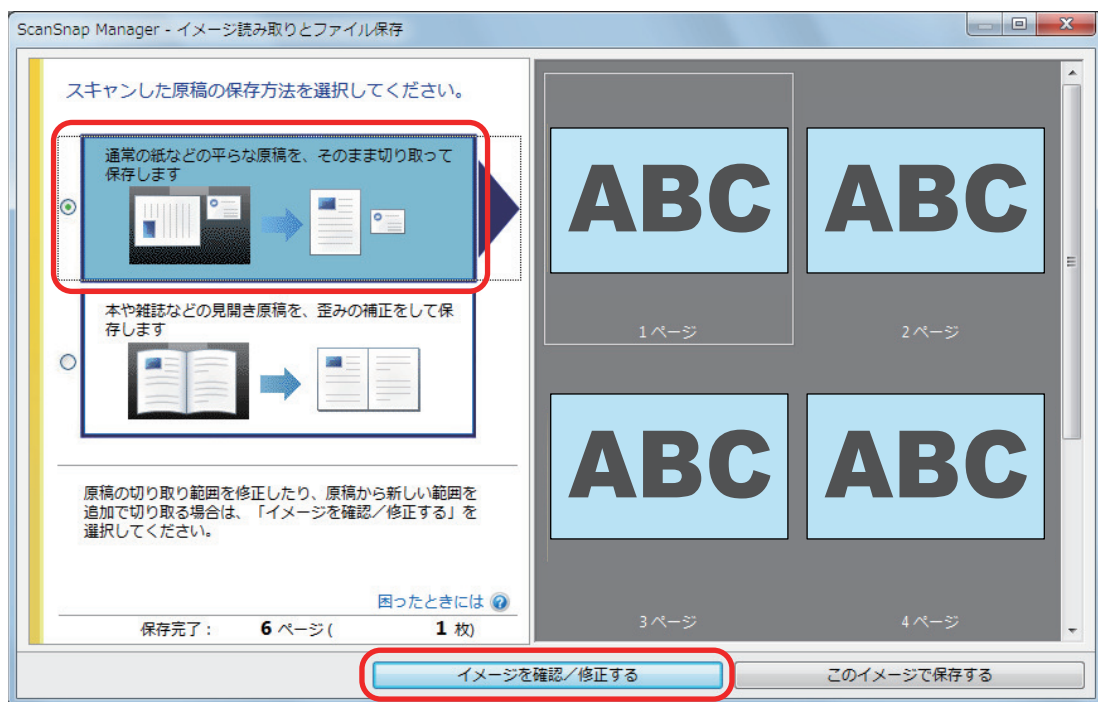 ScanSnap Manager - イメージ読み取りとファイル保存
スキャンした原稿の保存方法を選択してください。
通常の紙などの平らな原稿を、そのまま切り取って
保存します
本や雑誌などの見開き原稿を、歪みの補正をして保
存します
原稿の切り取り範囲を修正したり、原稿から新しい範囲を
追加で切り取る場合は、「イメージを確認／修正する」を
選択してください。
困ったときには ?
保存完了： 6 ページ( 1 枚)
ABC
ABC
1 ページ
2 ページ
ABC
ABC
3 ページ
4 ページ
イメージを確認／修正する
このイメージで保存する